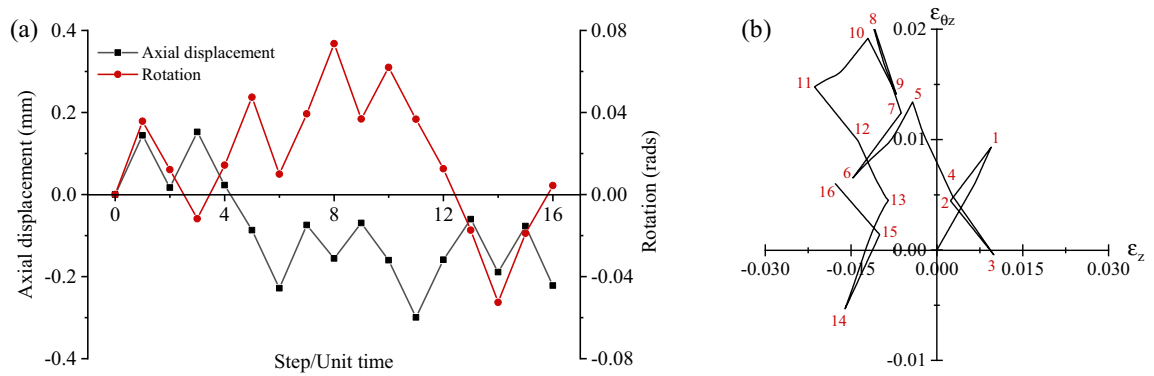 (a)
Axial displacement (mm)
0.4
0.2
0.0
-0.2
-0.4
Axial displacement
Rotation
0 4 8 12 16
Step/Unit time
0.08
0.04
0.00
-0.04
-0.08
Rotation (rads)
(b)
εθz
0.02
0.01
0.00
-0.01
-0.030 -0.015 0.000 0.015 0.030
εz
8
10
11
9
7
5
12
1
6
4
16
13
2
15
3
14